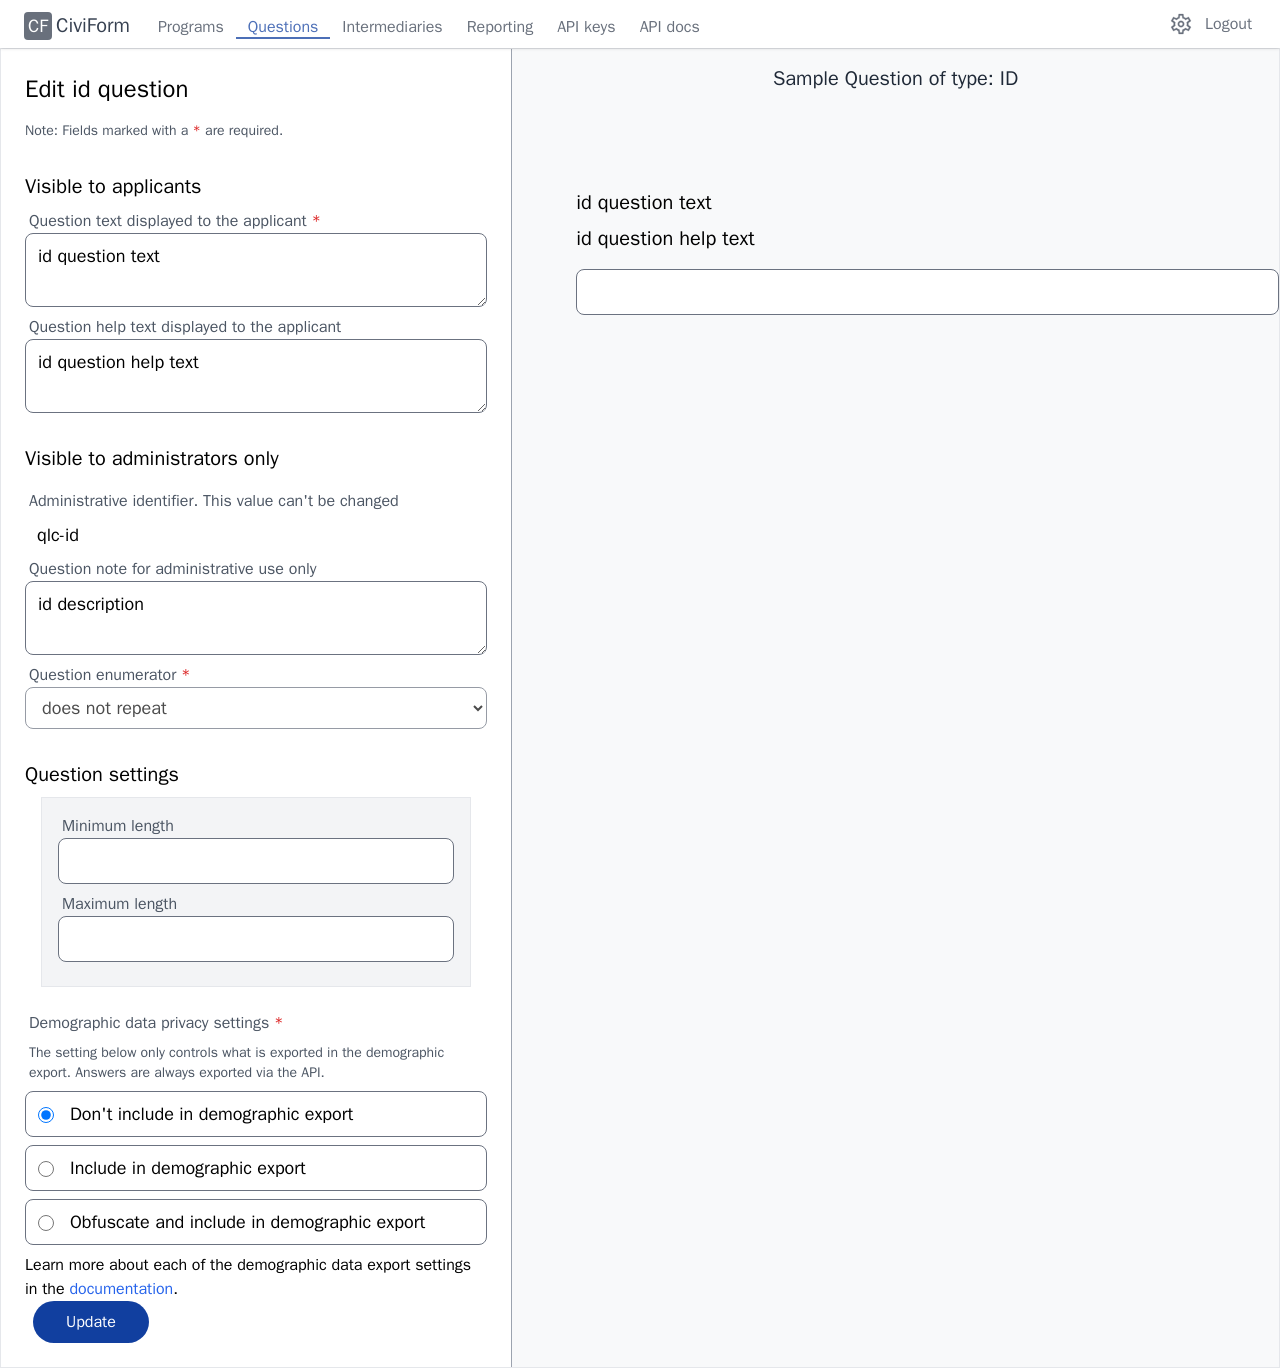 CF CiviForm Programs Questions Intermediaries Reporting API keys API docs Logout
Edit id question
Note: Fields marked with a * are required.
Visible to applicants
Question text displayed to the applicant *
id question text
Question help text displayed to the applicant
id question help text
Visible to administrators only
Administrative identifier. This value can't be changed
qlc-id
Question note for administrative use only
id description
Question enumerator *
does not repeat
Question settings
Minimum length
Maximum length
Demographic data privacy settings *
The setting below only controls what is exported in the demographic
export. Answers are always exported via the API.
Don't include in demographic export
Include in demographic export
Obfuscate and include in demographic export
Learn more about each of the demographic data export settings
in the documentation.
Update
Sample Question of type: ID
id question text
id question help text